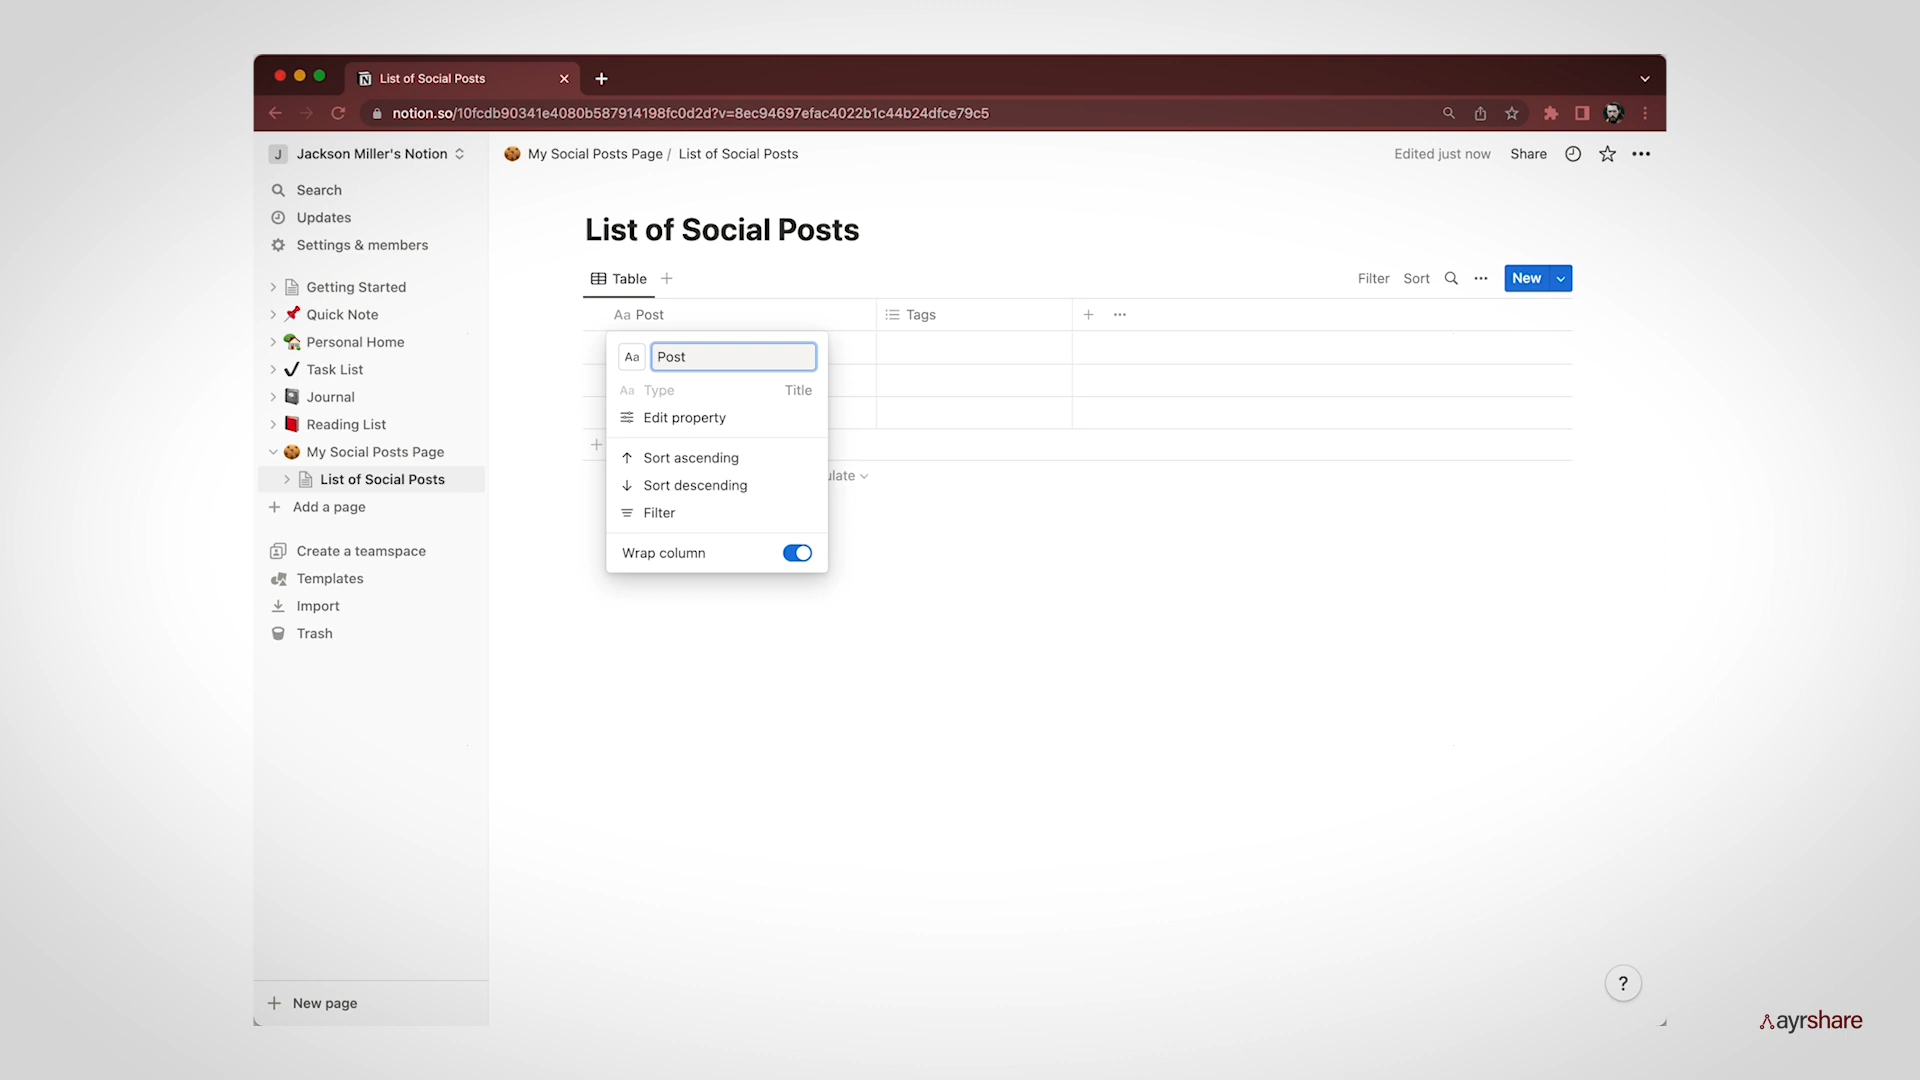 List of Social Posts
notion.so/10fcdb90341e4080b587914198fc0d2d?v=8ec94697efac4022b1c44b24dfce79c5
J Jackson Miller's Notion
My Social Posts Page / List of Social Posts
Edited just now
Share
Search
Updates
Settings & members
Getting Started
Quick Note
Personal Home
Task List
Journal
Reading List
My Social Posts Page
List of Social Posts
Add a page
Create a teamspace
Templates
Import
Trash
New page
List of Social Posts
Table
Filter Sort
New
Aa Post
Tags
Aa Post
Aa Type Title
Edit property
Sort ascending
Sort descending
Filter
Wrap column
ulate
?
ayrshare